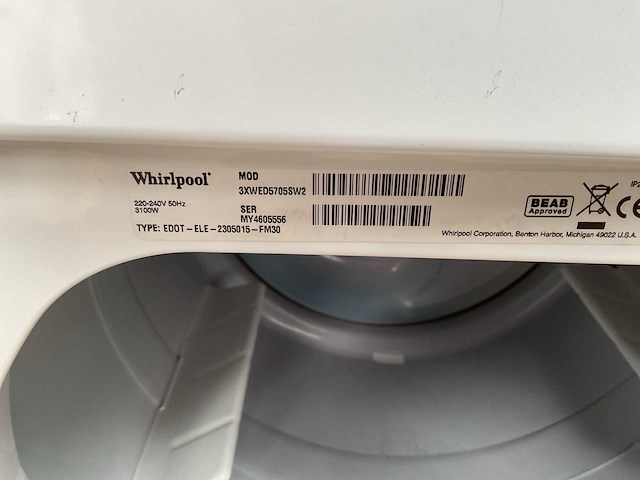 Whirlpool
MOD
3XWED5705SW2
220-240V 50Hz
3100W
SER
MY4605556
TYPE: EDOT-ELE-2305015-FM30
BEAB
Approved
CE
Whirlpool Corporation, Benton Harbor, Michigan 49022 U.S.A.